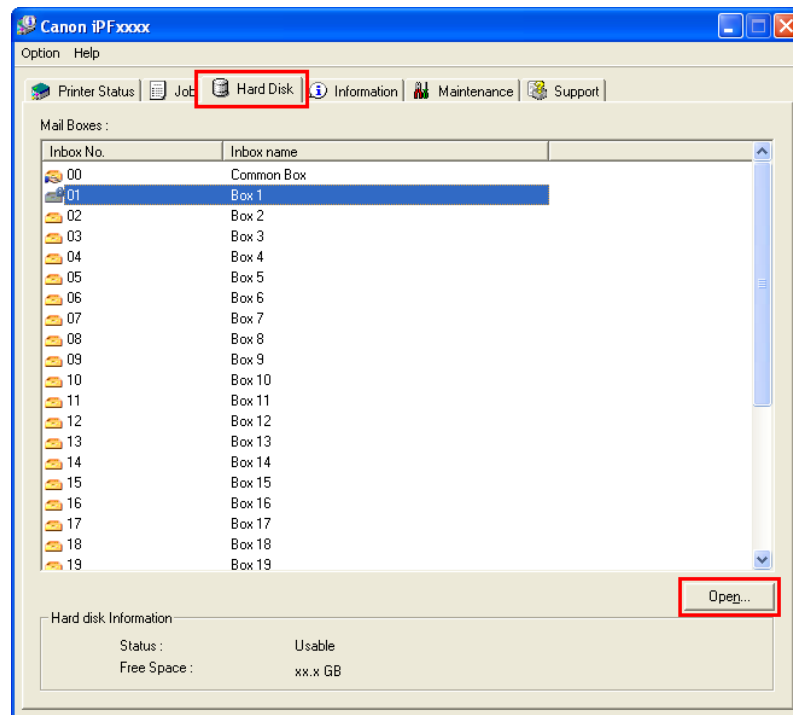 Canon iPFxxxx
Option Help
Printer Status Job Hard Disk Information Maintenance Support
Mail Boxes :
Inbox No. Inbox name
00 Common Box
01 Box 1
02 Box 2
03 Box 3
04 Box 4
05 Box 5
06 Box 6
07 Box 7
08 Box 8
09 Box 9
10 Box 10
11 Box 11
12 Box 12
13 Box 13
14 Box 14
15 Box 15
16 Box 16
17 Box 17
18 Box 18
19 Box 19
Open...
Hard disk Information
Status : Usable
Free Space : xx.x GB